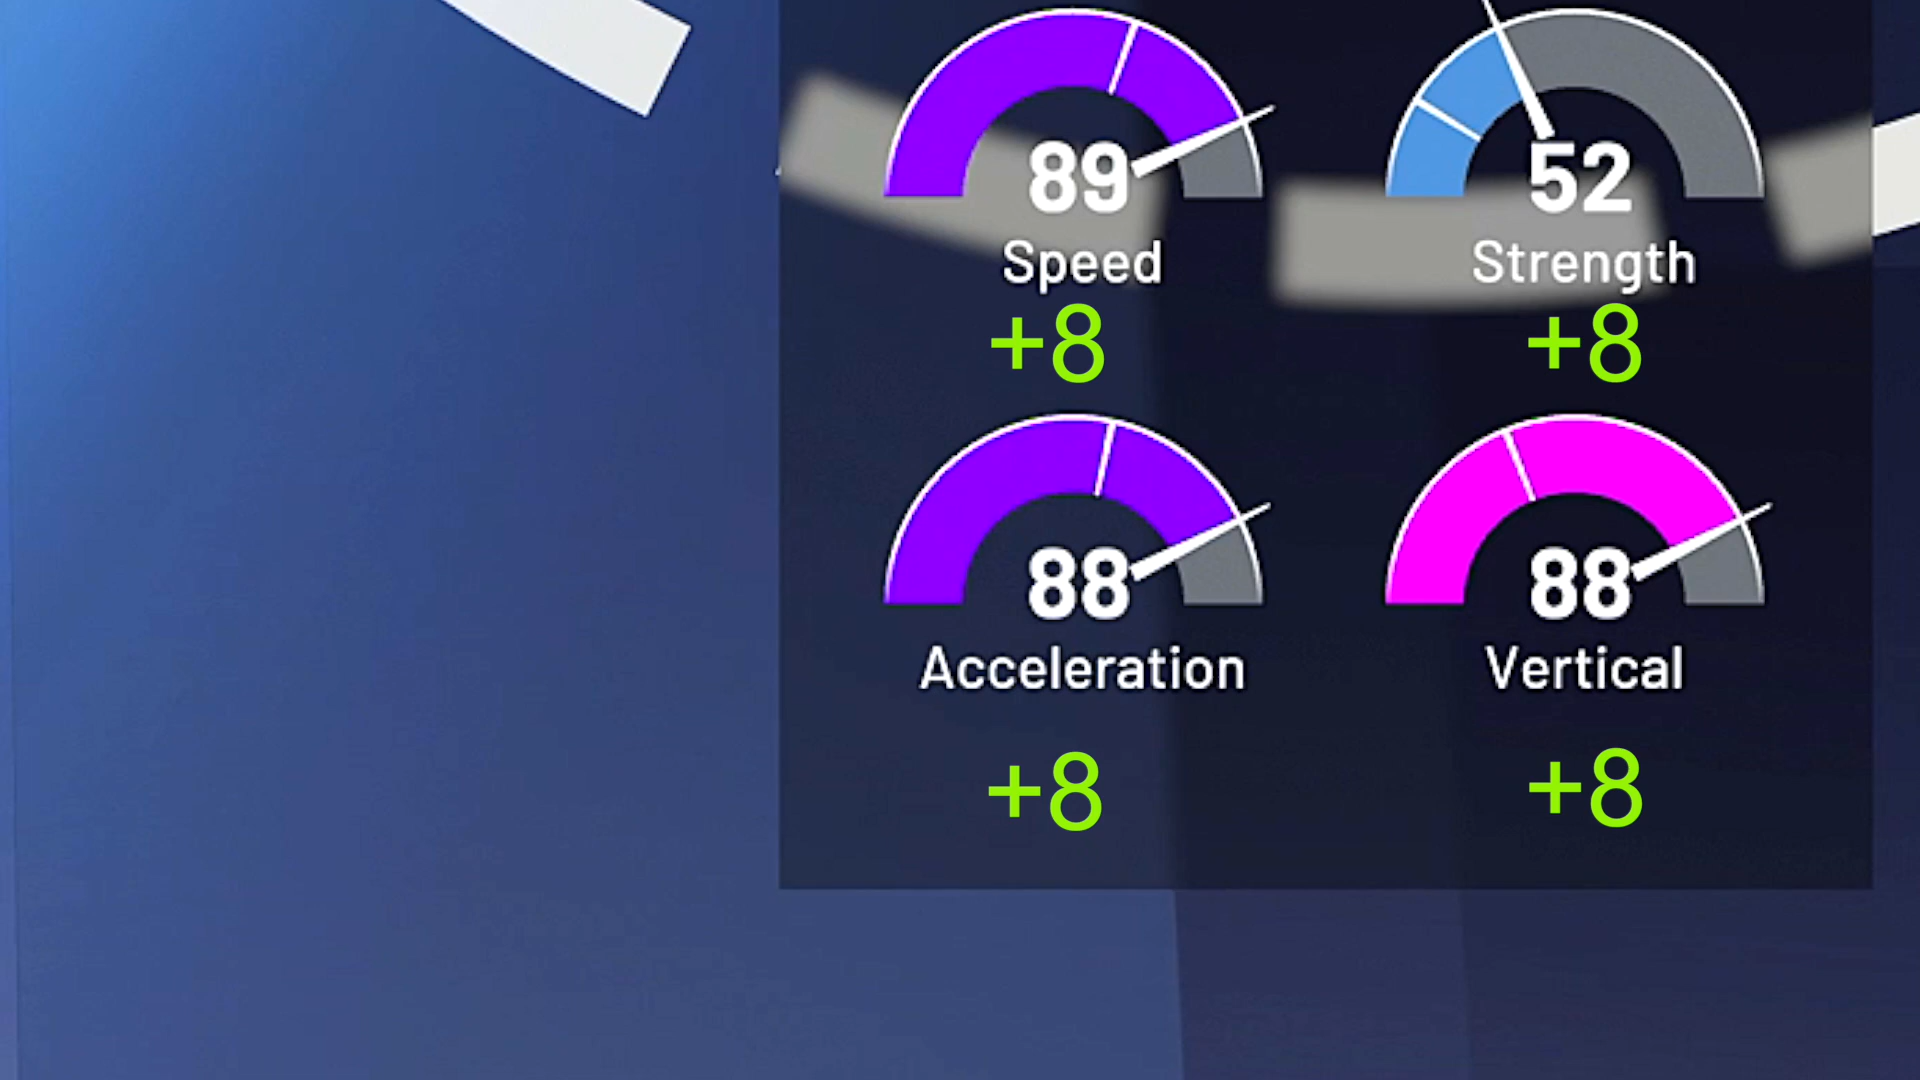 89 52
Speed Strength
+8 +8
88 88
Acceleration Vertical
+8 +8